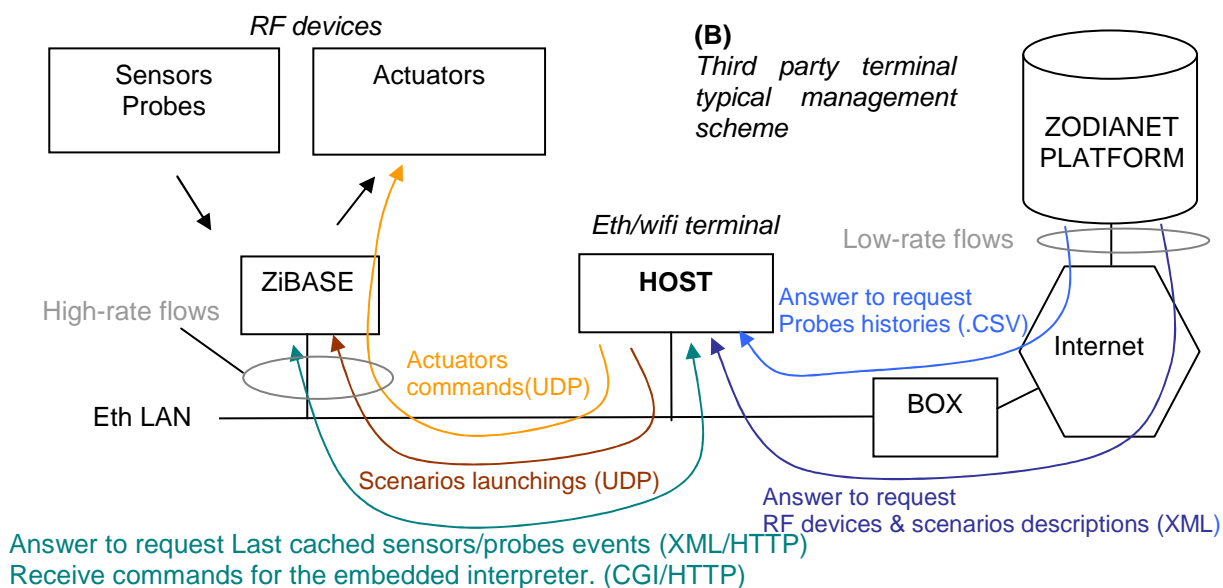 RF devices
Sensors
Probes
Actuators
(B)
Third party terminal
typical management
scheme
ZODIANET
PLATFORM
Eth/wifi terminal
Low-rate flows
ZiBASE
HOST
High-rate flows
Answer to request
Probes histories (.CSV)
Internet
Actuators
commands(UDP)
BOX
Eth LAN
Scenarios launchings (UDP)
Answer to request
RF devices & scenarios descriptions (XML)
Answer to request Last cached sensors/probes events (XML/HTTP)
Receive commands for the embedded interpreter. (CGI/HTTP)